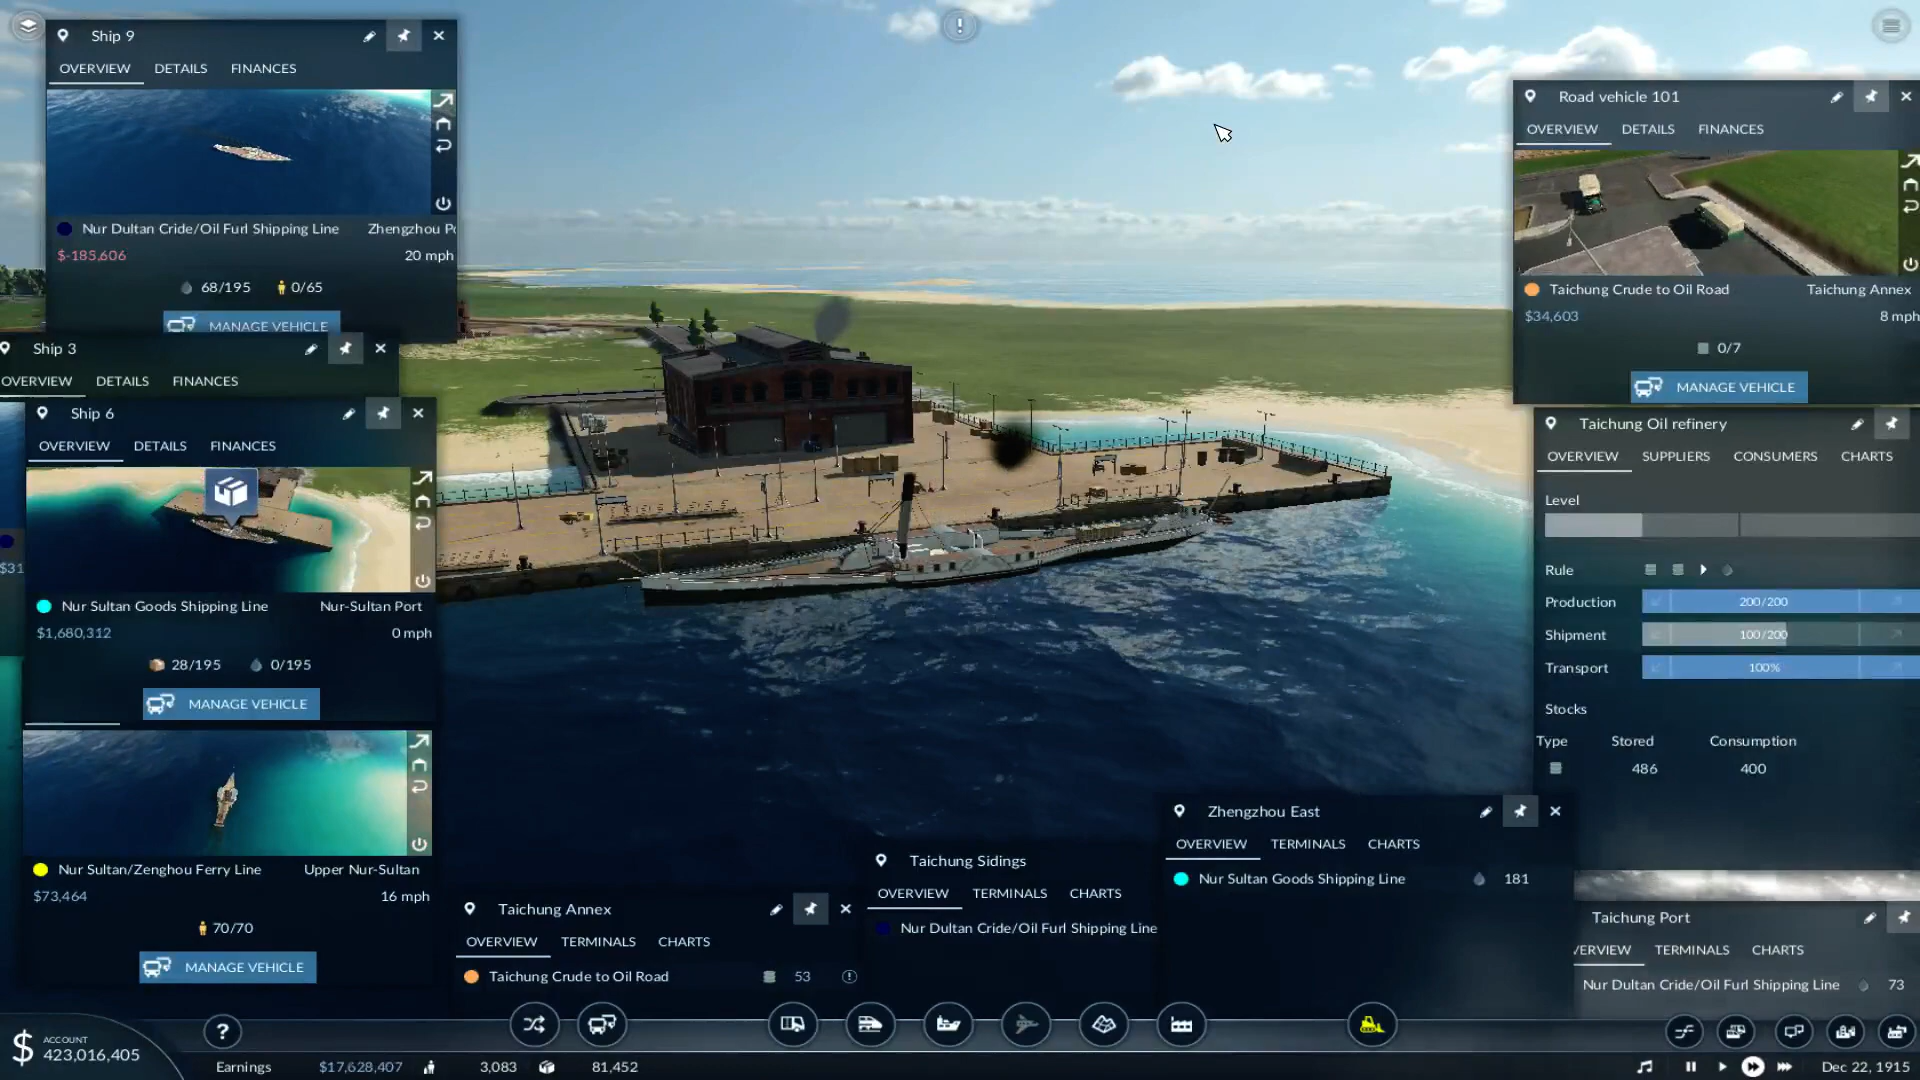 Ship 9
OVERVIEW DETAILS FINANCES
Nur Dultan Cride/Oil Furl Shipping Line Zhengzhou Po
$-185,606 20 mph
68/195 0/65
MANAGE VEHICLE
Ship 3
OVERVIEW DETAILS FINANCES
$31
Ship 6
OVERVIEW DETAILS FINANCES
Nur Sultan Goods Shipping Line Nur-Sultan Port
$1,680,312 0 mph
28/195 0/195
MANAGE VEHICLE
Nur Sultan/Zenghou Ferry Line Upper Nur-Sultan
$73,464 16 mph
70/70
MANAGE VEHICLE
Road vehicle 101
OVERVIEW DETAILS FINANCES
Taichung Crude to Oil Road Taichung Annex
$34,603 8 mph
0/7
MANAGE VEHICLE
Taichung Oil refinery
OVERVIEW SUPPLIERS CONSUMERS CHARTS
Level
Rule
Production 200/200
Shipment 100/200
Transport 100%
Stocks
Type Stored Consumption
486 400
Taichung Annex
OVERVIEW TERMINALS CHARTS
Taichung Crude to Oil Road 53
Taichung Sidings
OVERVIEW TERMINALS CHARTS
Nur Dultan Cride/Oil Furl Shipping Line
Zhengzhou East
OVERVIEW TERMINALS CHARTS
Nur Sultan Goods Shipping Line 181
Taichung Port
VERVIEW TERMINALS CHARTS
Nur Dultan Cride/Oil Furl Shipping Line 73
$ ACCOUNT
423,016,405
?
Earnings $17,628,407 3,083 81,452
Dec 22, 1915